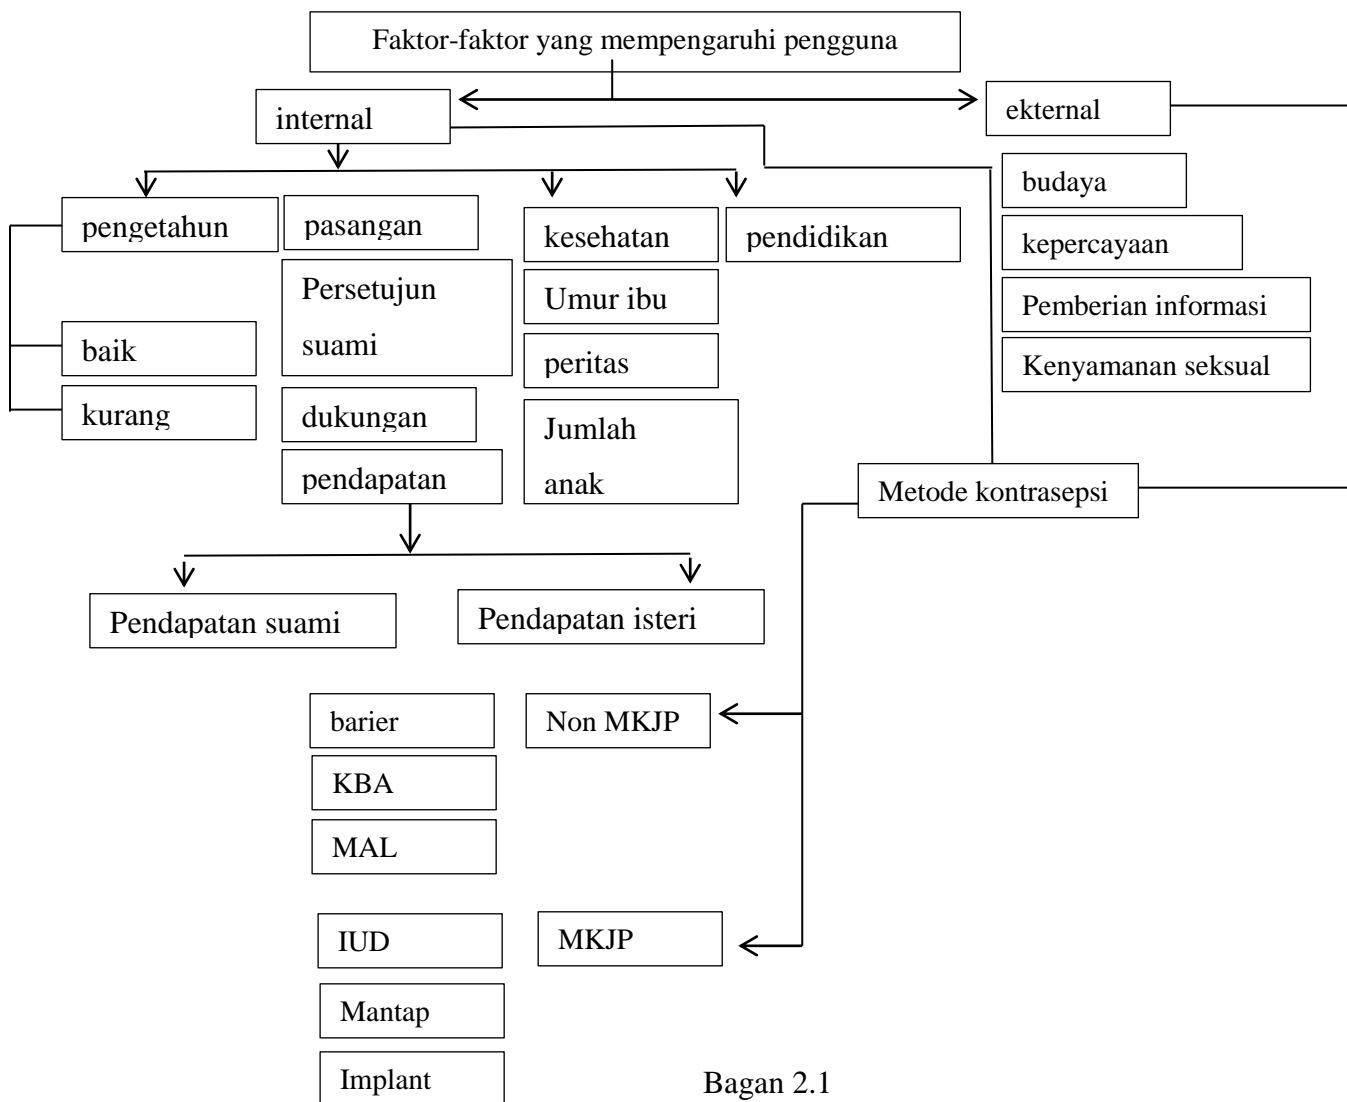 Faktor-faktor yang mempengaruhi pengguna
internal
ekternal
pengetahun
pasangan
kesehatan
pendidikan
budaya
kepercayaan
Pemberian informasi
Kenyamanan seksual
baik
kurang
Persetujun
suami
dukungan
pendapatan
Umur ibu
peritas
Jumlah
anak
Metode kontrasepsi
Pendapatan suami
Pendapatan isteri
barier
Non MKJP
KBA
MAL
IUD
MKJP
Mantap
Implant
Bagan 2.1